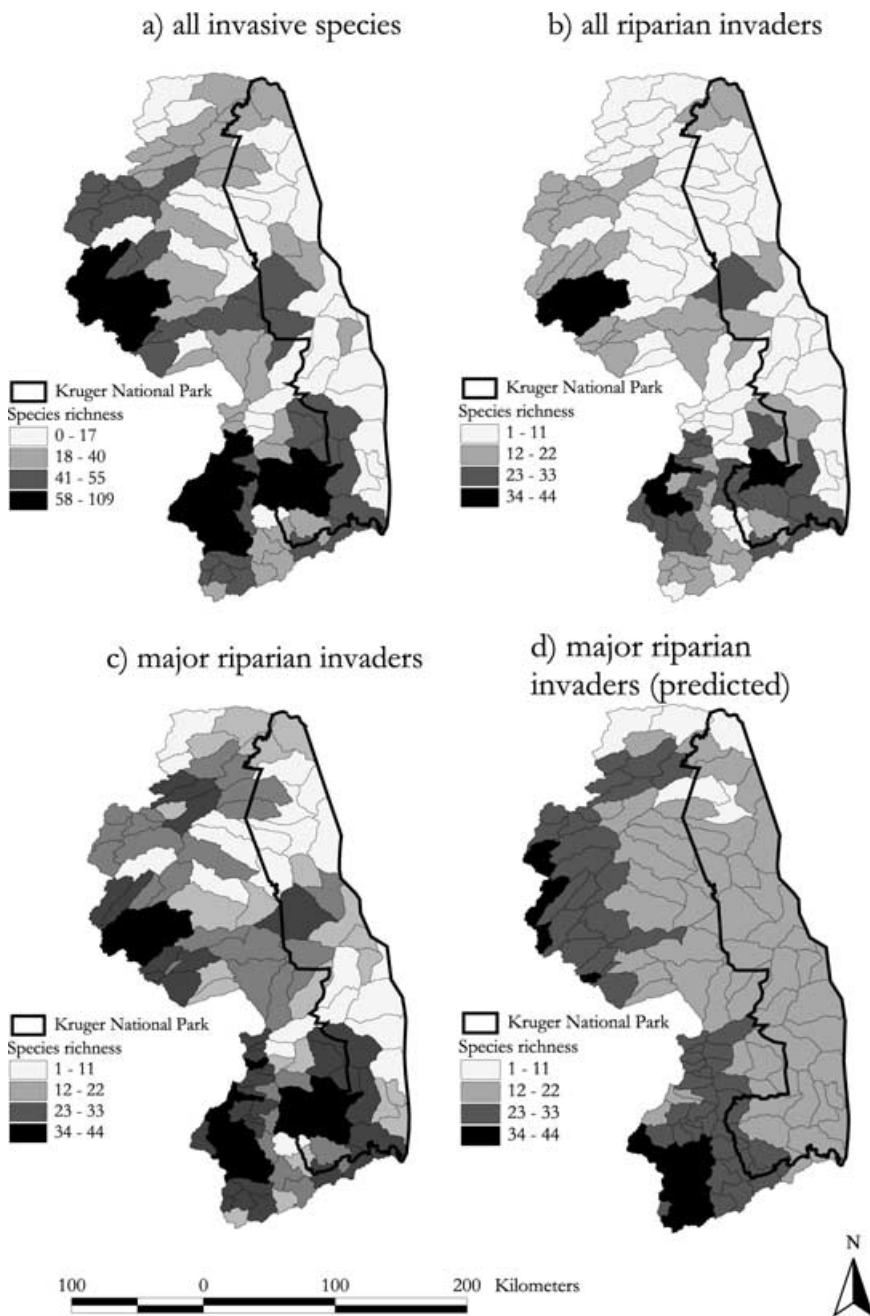 a) all invasive species
b) all riparian invaders
Kruger National Park
Species richness
0 - 17
18 - 40
41 - 55
58 - 109
Kruger National Park
Species richness
1 - 11
12 - 22
23 - 33
34 - 44
c) major riparian invaders
d) major riparian
invaders (predicted)
Kruger National Park
Species richness
1 - 11
12 - 22
23 - 33
34 - 44
Kruger National Park
Species richness
1 - 11
12 - 22
23 - 33
34 - 44
100 0 100 200 Kilometers
N